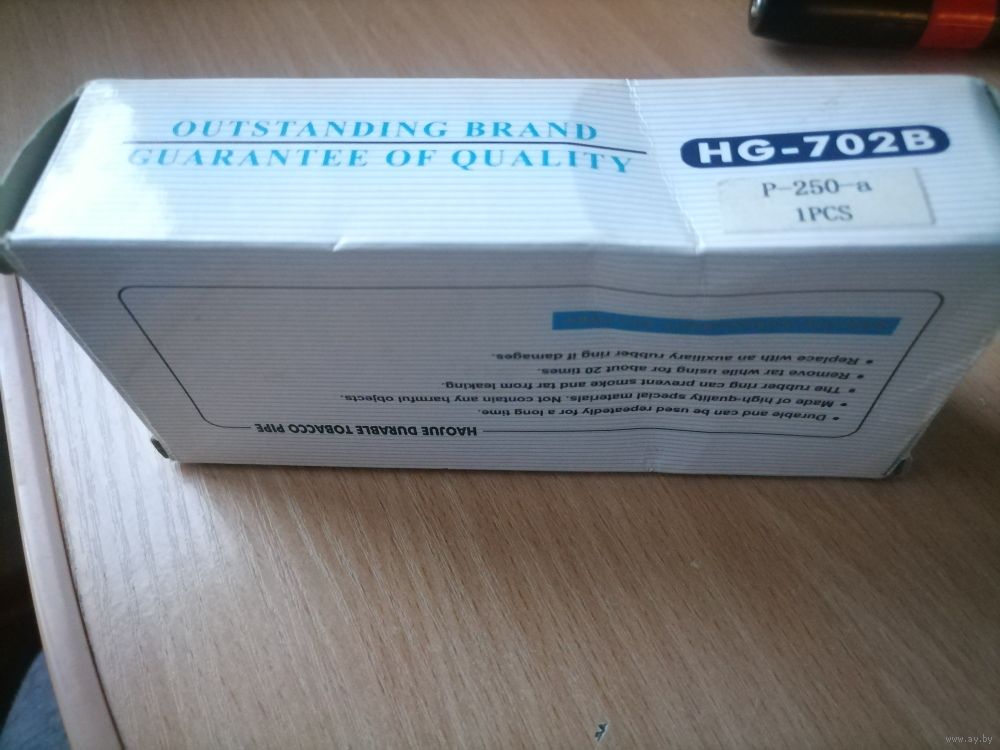 OUTSTANDING BRAND
GUARANTEE OF QUALITY
HG-702B
P-250-a
1PCS
HAOJUE DURABLE TOBACCO PIPE
• Durable and can be used repeatedly for a long time.
• Made of high-quality special materials. Not contain any harmful objects.
• The rubber ring can prevent smoke and tar from leaking.
• Remove tar while using for about 20 times.
• Replace with an auxiliary rubber ring if damages.
www.ay.by